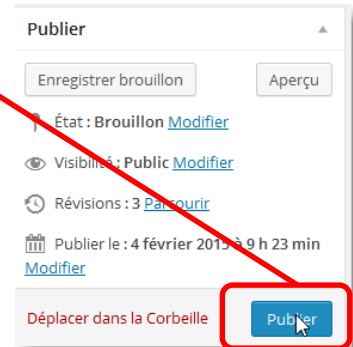 Publier
Enregistrer brouillon Aperçu
État : Brouillon Modifier
Visibilité : Public Modifier
Révisions : 3 Parcourir
Publier le : 4 février 2015 à 9 h 23 min
Modifier
Déplacer dans la Corbeille Publier